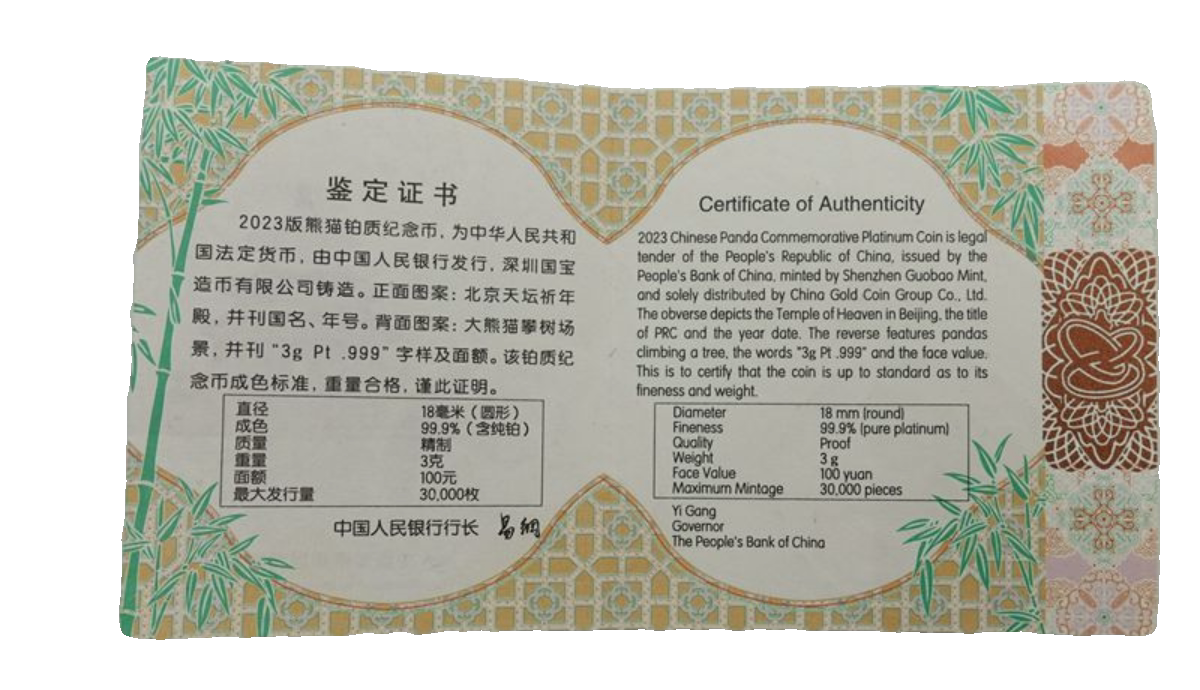 鉴定证书
2023版熊猫铂质纪念币，为中华人民共和
国法定货币，由中国人民银行发行，深圳国宝
造币有限公司铸造。正面图案：北京天坛祈年
殿，并刊国名、年号。背面图案：大熊猫攀树场
景，并刊“3g Pt .999”字样及面额。该铂质纪
念币成色标准，重量合格，谨此证明。
直径 18毫米（圆形）
成色 99.9%（含纯铂）
质量 精制
重量 3克
面额 100元
最大发行量 30,000枚
中国人民银行行长 易纲
Certificate of Authenticity
2023 Chinese Panda Commemorative Platinum Coin is legal
tender of the People's Republic of China, issued by the
People's Bank of China, minted by Shenzhen Guobao Mint,
and solely distributed by China Gold Coin Group Co., Ltd.
The obverse depicts the Temple of Heaven in Beijing, the title
of PRC and the year date. The reverse features pandas
climbing a tree, the words "3g Pt .999" and the face value.
This is to certify that the coin is up to standard as to its
fineness and weight.
Diameter 18 mm (round)
Fineness 99.9% (pure platinum)
Quality Proof
Weight 3 g
Face Value 100 yuan
Maximum Mintage 30,000 pieces
Yi Gang
Governor
The People's Bank of China